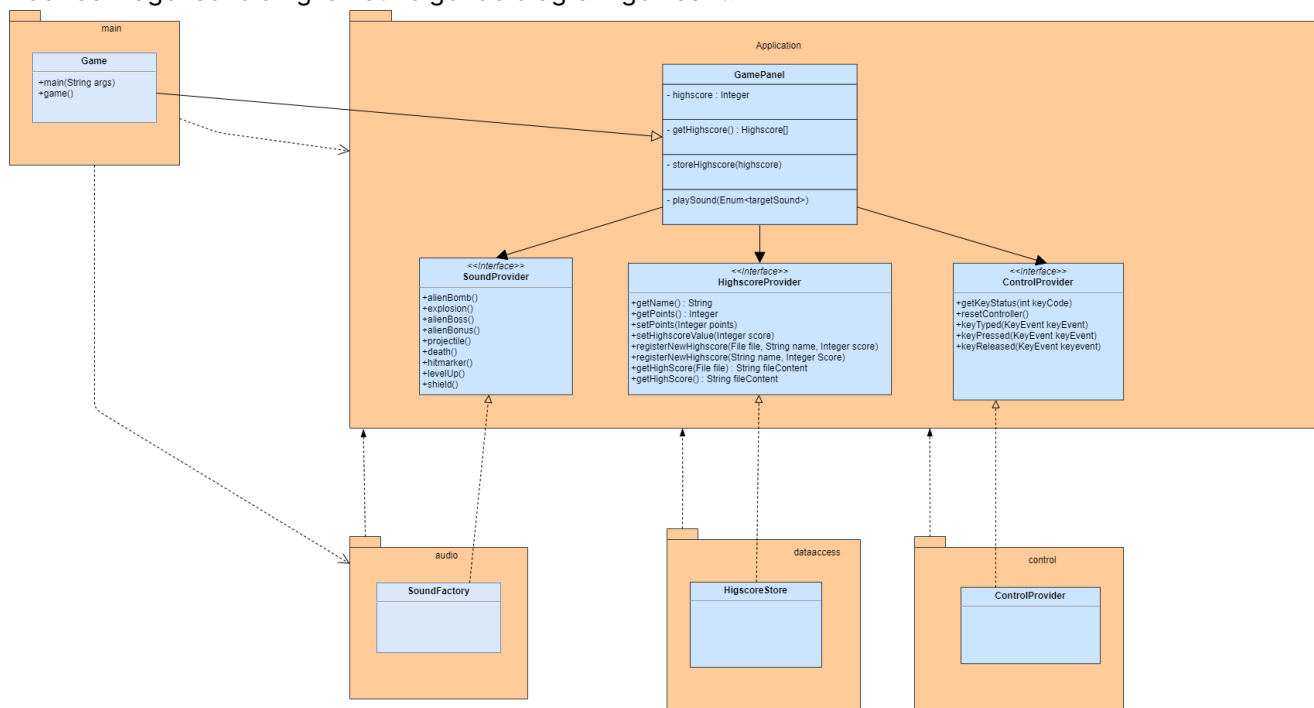 main
Game
+main(String args)
+game()
Application
GamePanel
- highscore : Integer
- getHighscore() : Highscore[]
- storeHighscore(highscore)
- playSound(Enum<targetSound>)
<<Interface>>
SoundProvider
+alienBomb()
+explosion()
+alienBoss()
+alienBonus()
+projectile()
+death()
+hitmarker()
+levelUp()
+shield()
<<Interface>>
HighscoreProvider
+getName() : String
+getPoints() : Integer
+setPoints(Integer points)
+setHighscoreValue(Integer score)
+registerNewHighscore(File file, String name, Integer score)
+registerNewHighscore(String name, Integer Score)
+getHighScore(File file) : String fileContent
+getHighScore() : String fileContent
<<Interface>>
ControlProvider
+getKeyStatus(int keyCode)
+resetController()
+keyTyped(KeyEvent keyEvent)
+keyPressed(KeyEvent keyEvent)
+keyReleased(KeyEvent keyevent)
audio
SoundFactory
dataaccess
HigscoreStore
control
ControlProvider